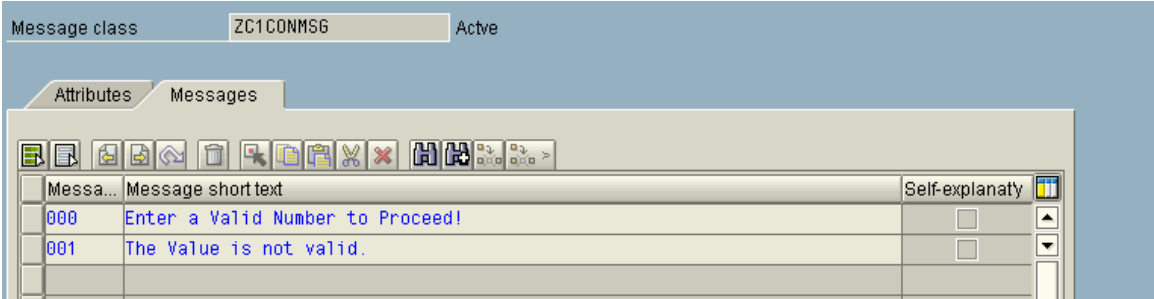 Message class ZC1CONMSG Actve
Attributes Messages
Messa... Message short text Self-explanaty
000 Enter a Valid Number to Proceed!
001 The Value is not valid.